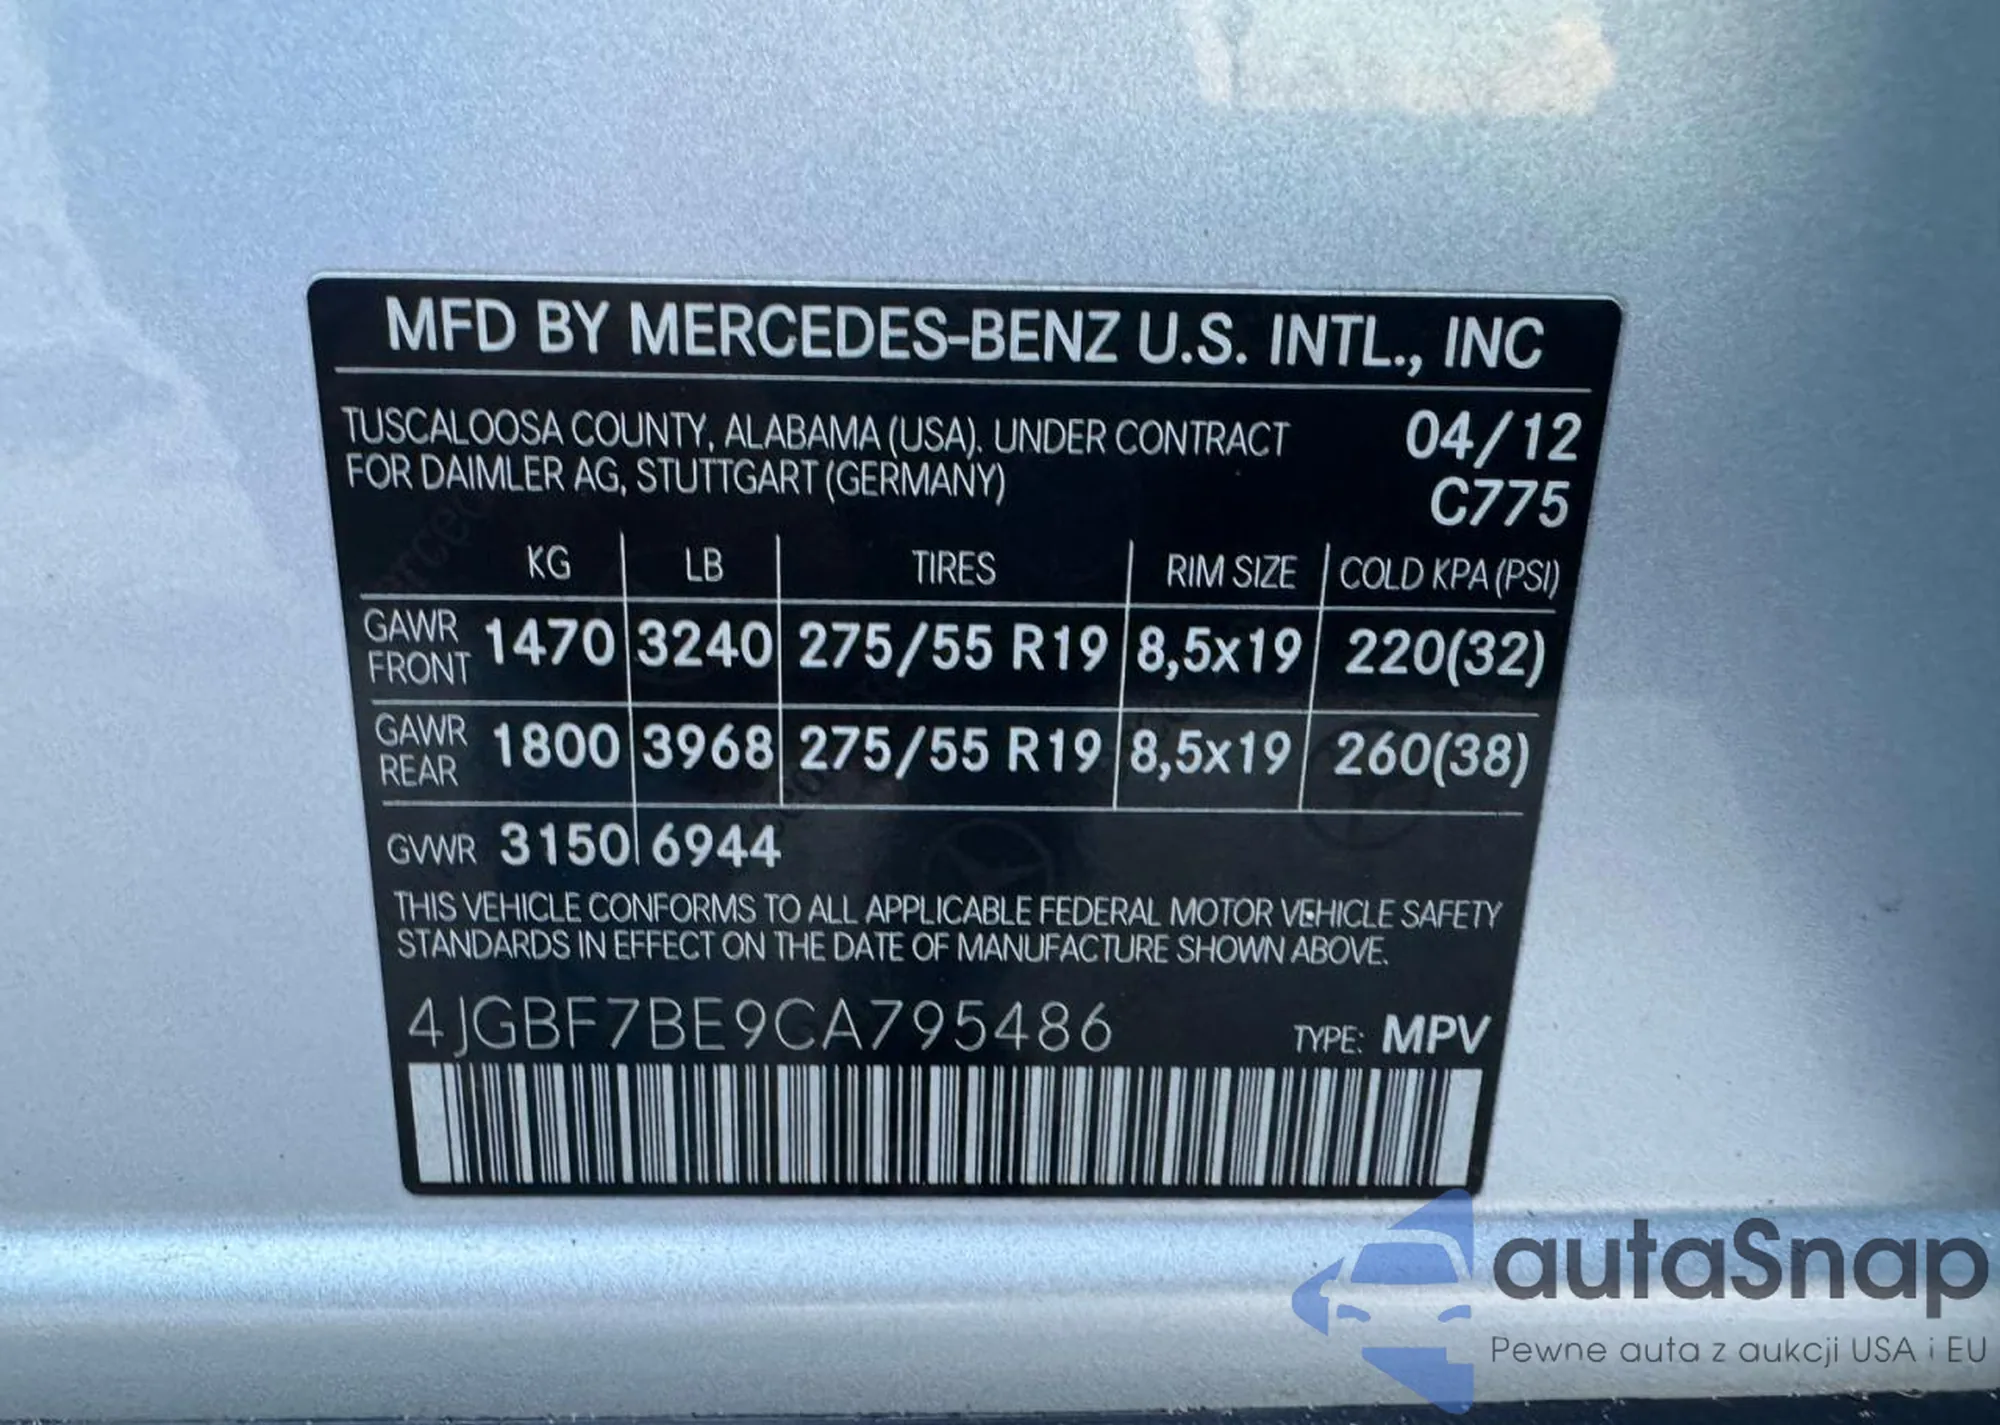 MFD BY MERCEDES-BENZ U.S. INTL., INC
TUSCALOOSA COUNTY, ALABAMA (USA). UNDER CONTRACT 04/12
FOR DAIMLER AG, STUTTGART (GERMANY) C775
KG LB TIRES RIM SIZE COLD KPA (PSI)
GAWR FRONT 1470 3240 275/55 R19 8,5x19 220(32)
GAWR REAR 1800 3968 275/55 R19 8,5x19 260(38)
GVWR 3150 6944
THIS VEHICLE CONFORMS TO ALL APPLICABLE FEDERAL MOTOR VEHICLE SAFETY
STANDARDS IN EFFECT ON THE DATE OF MANUFACTURE SHOWN ABOVE.
4JGBF7BE9CA795486 TYPE: MPV
autaSnap
Pewne auta z aukcji USA i EU